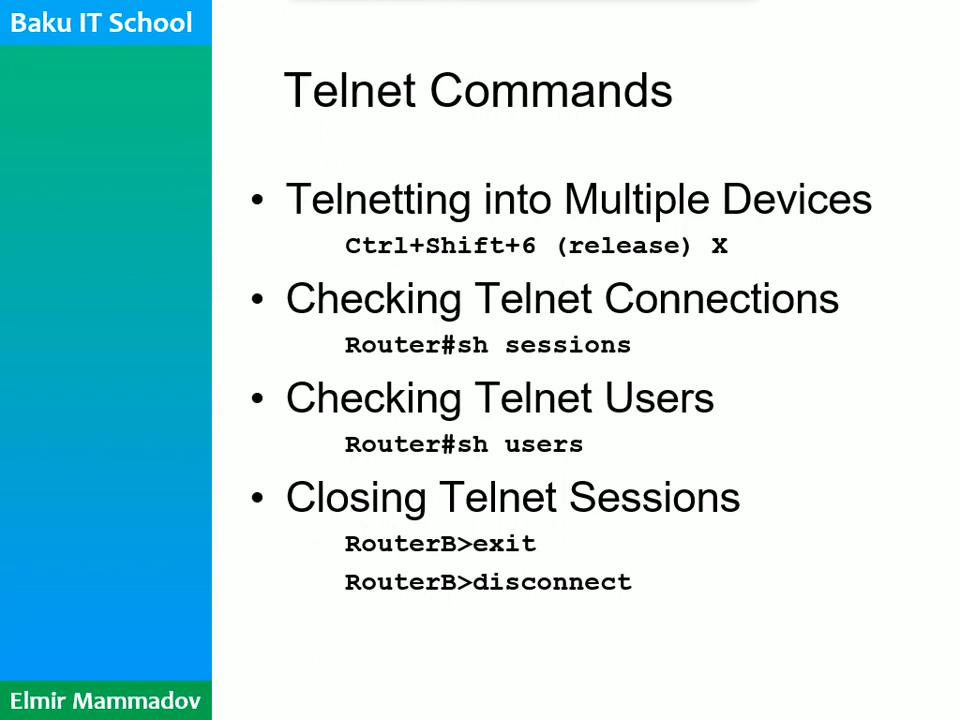 Baku IT School
Telnet Commands
• Telnetting into Multiple Devices
Ctrl+Shift+6 (release) X
• Checking Telnet Connections
Router#sh sessions
• Checking Telnet Users
Router#sh users
• Closing Telnet Sessions
RouterB>exit
RouterB>disconnect
Elmir Mammadov